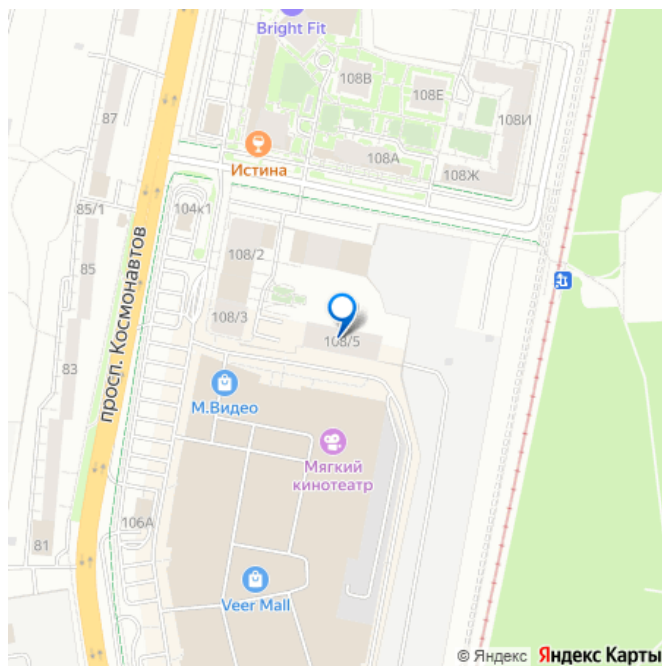 Bright Fit
108В
108Е
87
108И
108А
Истина
108Ж
85/1
104к1
просп. Космонавтов
108/2
85
108/3
108/5
83
М.Видео
Мягкий
кинотеатр
106А
81
Veer Mall
© Яндекс Яндекс Карты